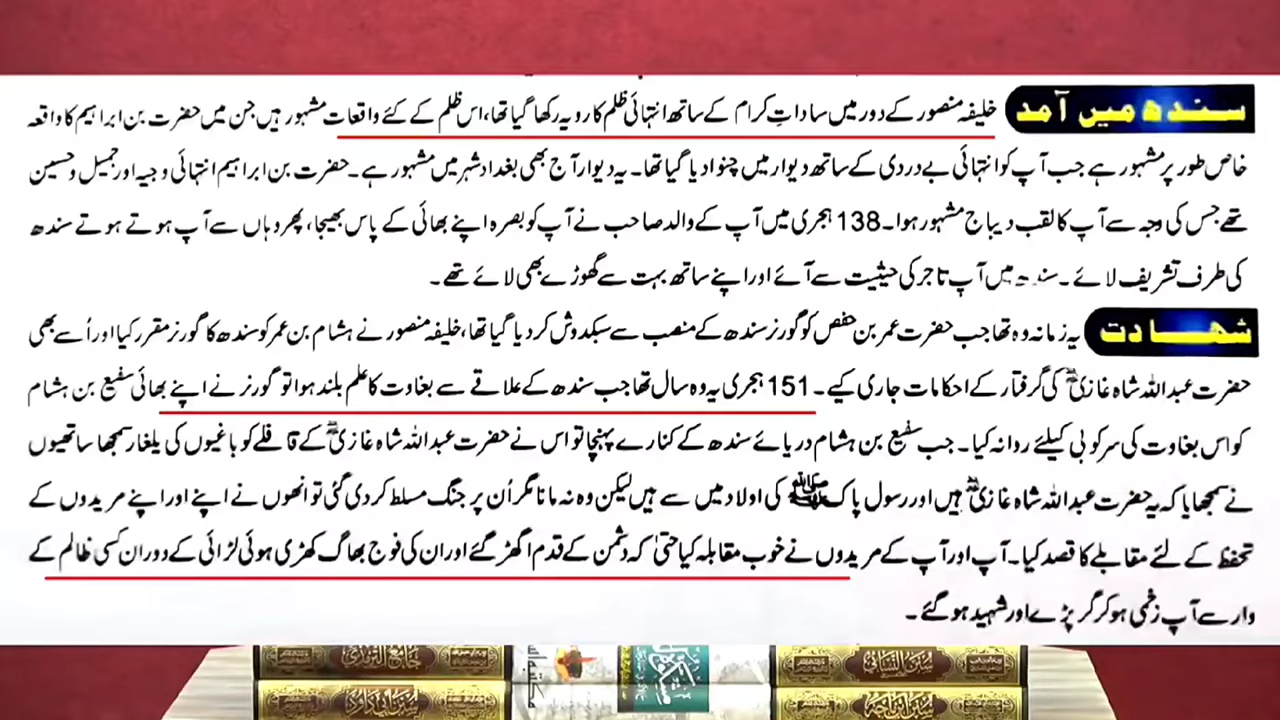 سندھ میں آمد خلیفہ منصور کے دور میں ساداتِ کرام کے ساتھ انتہائی ظلم کا رویہ رکھا گیا تھا، اس ظلم کے کئے واقعات مشہور ہیں جن میں حضرت بن ابراہیم کا واقعہ
خاص طور پر مشہور ہے جب آپ کو انتہائی بے دردی کے ساتھ دیوار میں چنوا دیا گیا تھا۔ یہ دیوار آج بھی بغداد شہر میں مشہور ہے۔ حضرت بن ابراہیم انتہائی وجیہ اور جمیل و حسین
تھے جس کی وجہ سے آپ کا لقب دیباج مشہور ہوا۔ 138 ہجری میں آپ کے والد صاحب نے آپ کو بصرہ اپنے بھائی کے پاس بھیجا، پھر وہاں سے آپ ہوتے ہوتے سندھ
کی طرف تشریف لائے۔ سندھ میں آپ تاجر کی حیثیت سے آئے اور اپنے ساتھ بہت سے گھوڑے بھی لائے تھے۔
شہادت یہ زمانہ وہ تھا جب حضرت عمر بن حفص کو گورنر سندھ کے منصب سے سبکدوش کر دیا گیا تھا، خلیفہ منصور نے ہشام بن عمر کو سندھ کا گورنر مقرر کیا اور اُسے بھی
حضرت عبداللہ شاہ غازیؒ کی گرفتار کے احکامات جاری کیے۔ 151 ہجری یہ وہ سال تھا جب سندھ کے علاقے سے بغاوت کا علم بلند ہوا تو گورنر نے اپنے بھائی سفیع بن ہشام
کو اس بغاوت کی سرکوبی کیلئے روانہ کیا۔ جب سفیع بن ہشام دریائے سندھ کے کنارے پہنچا تو اس نے حضرت عبداللہ شاہ غازیؒ کے قافلے کو باغیوں کی یلغار سمجھا ساتھیوں
نے سمجھایا کہ یہ حضرت عبداللہ شاہ غازیؒ ہیں اور رسول پاک ﷺ کی اولاد میں سے ہیں لیکن وہ نہ مانا مگر اُن پر جنگ مسلط کر دی گئی تو انھوں نے اپنے اور اپنے مریدوں کے
تحفظ کے لئے مقابلے کا قصد کیا۔ آپ اور آپ کے مریدوں نے خوب مقابلہ کیا حتیٰ کہ دشمن کے قدم اکھڑ گئے اور ان کی فوج بھاگ کھڑی ہوئی لڑائی کے دوران کسی ظالم کے
وار سے آپ زخمی ہو کر گر پڑے اور شہید ہو گئے۔
جامع الترمذی
سنن النسائی
سنن ابی داؤد
سنن ابن ماجہ